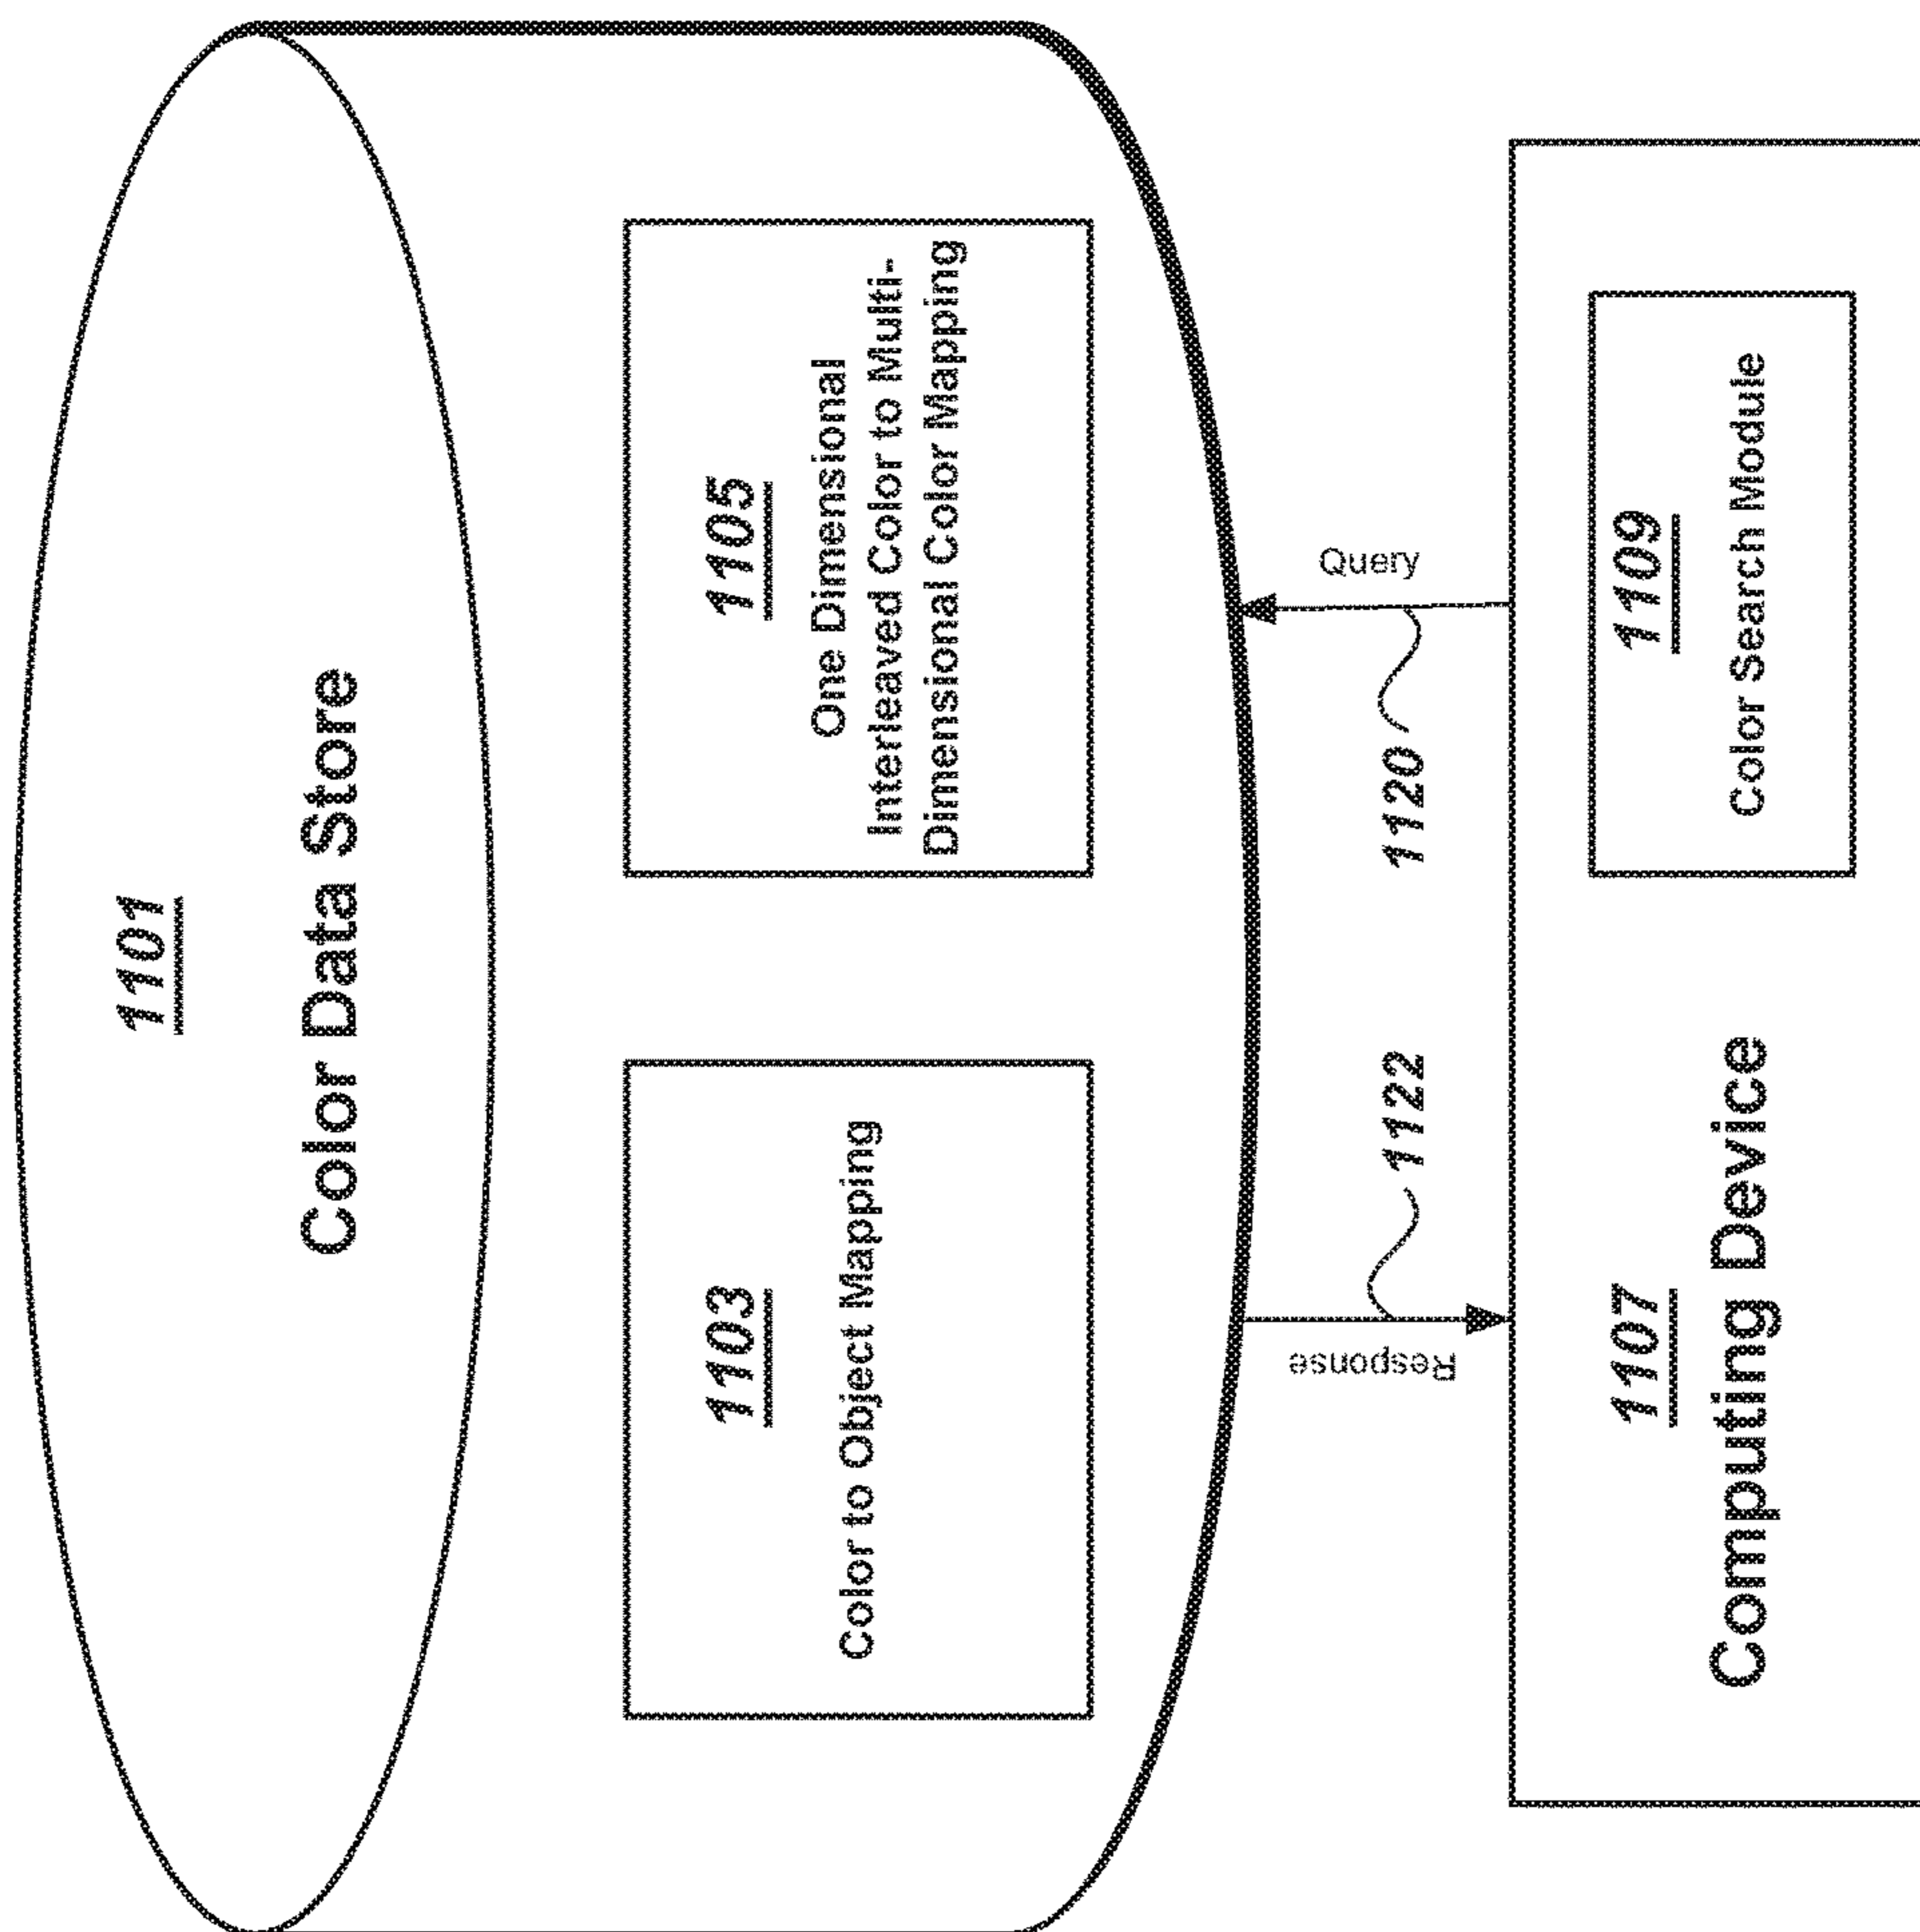 1101
Color Data Store
1103
Color to Object Mapping
1105
One Dimensional
Interleaved Color to Multi-
Dimensional Color Mapping
Response
1122
1120
Query
1107
Computing Device
1109
Color Search Module